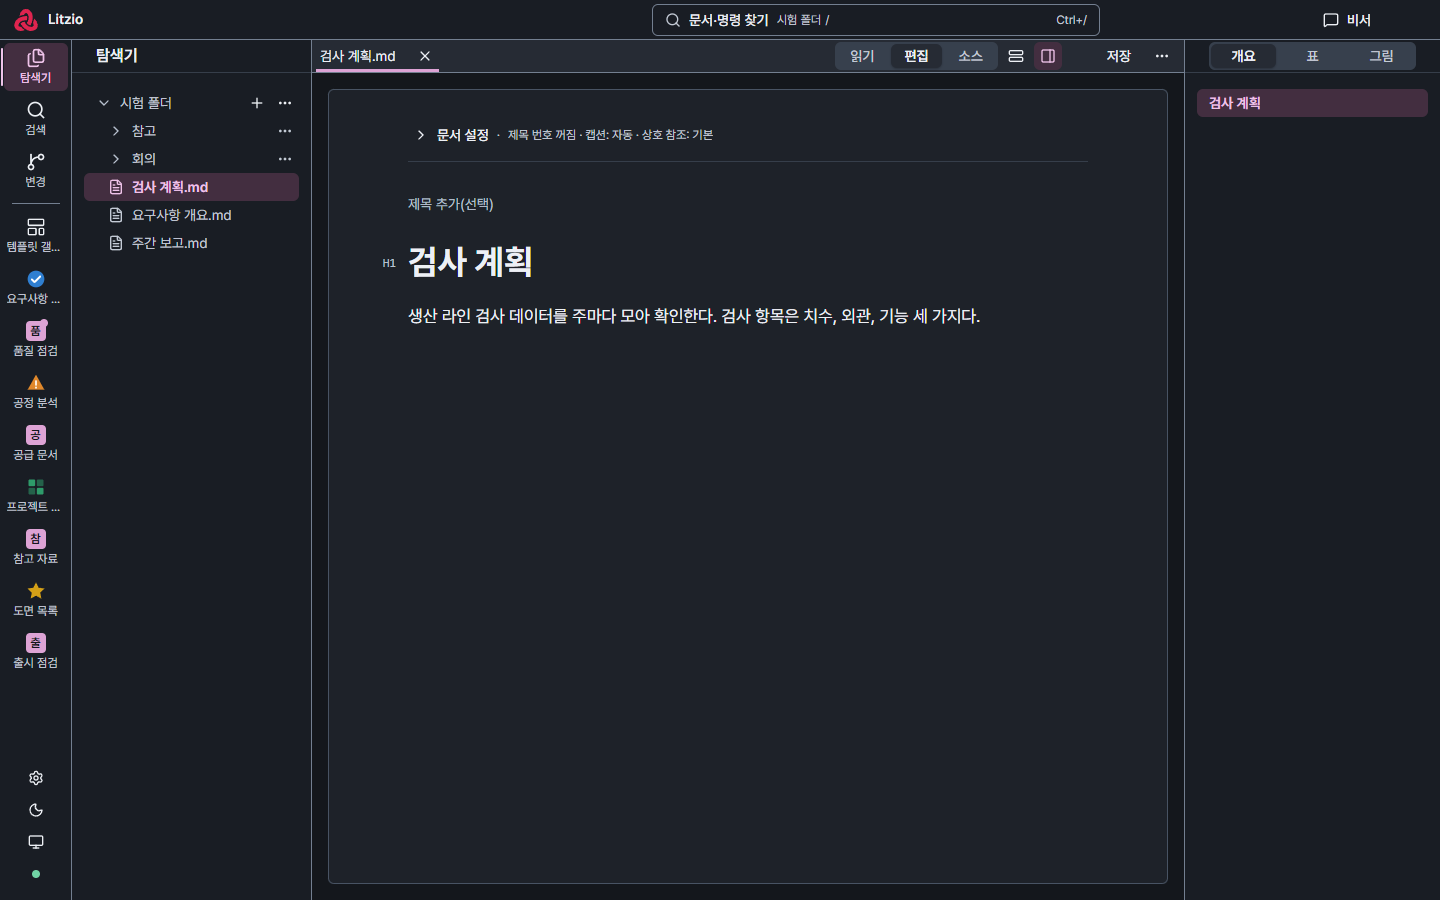 Litzio
문서·명령 찾기 시험 폴더 / Ctrl+/
비서
탐색기
검색
변경
템플릿 갤...
요구사항 ...
품
품질 점검
공정 분석
공
공급 문서
프로젝트 ...
참
참고 자료
도면 목록
출
출시 점검
탐색기
시험 폴더
참고
회의
검사 계획.md
요구사항 개요.md
주간 보고.md
검사 계획.md
읽기 편집 소스
저장
문서 설정 · 제목 번호 꺼짐 · 캡션: 자동 · 상호 참조: 기본
제목 추가(선택)
H1 검사 계획
생산 라인 검사 데이터를 주마다 모아 확인한다. 검사 항목은 치수, 외관, 기능 세 가지다.
개요 표 그림
검사 계획